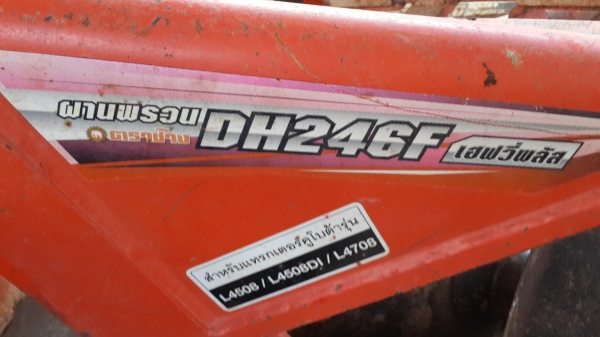 ผานพรวน
ตราช้าง
DH246F
เฮฟวี่พลัส
สำหรับแทรกเตอร์คูโบต้ารุ่น
L4508 / L4508DI / L4708